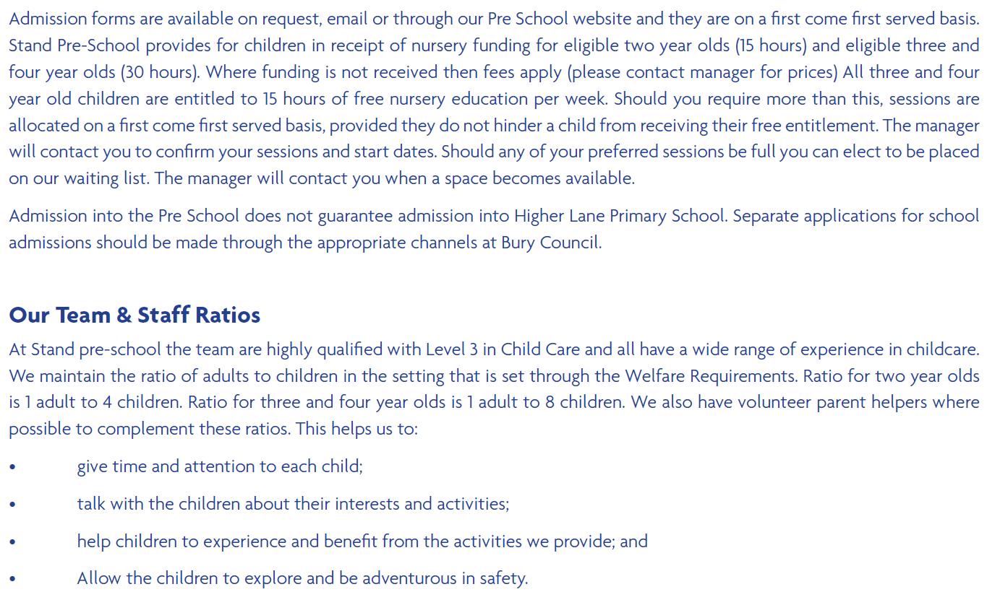 Admission forms are available on request, email or through our Pre School website and they are on a first come first served basis.
Stand Pre-School provides for children in receipt of nursery funding for eligible two year olds (15 hours) and eligible three and
four year olds (30 hours). Where funding is not received then fees apply (please contact manager for prices) All three and four
year old children are entitled to 15 hours of free nursery education per week. Should you require more than this, sessions are
allocated on a first come first served basis, provided they do not hinder a child from receiving their free entitlement. The manager
will contact you to confirm your sessions and start dates. Should any of your preferred sessions be full you can elect to be placed
on our waiting list. The manager will contact you when a space becomes available.
Admission into the Pre School does not guarantee admission into Higher Lane Primary School. Separate applications for school
admissions should be made through the appropriate channels at Bury Council.
Our Team & Staff Ratios
At Stand pre-school the team are highly qualified with Level 3 in Child Care and all have a wide range of experience in childcare.
We maintain the ratio of adults to children in the setting that is set through the Welfare Requirements. Ratio for two year olds
is 1 adult to 4 children. Ratio for three and four year olds is 1 adult to 8 children. We also have volunteer parent helpers where
possible to complement these ratios. This helps us to:
• give time and attention to each child;
• talk with the children about their interests and activities;
• help children to experience and benefit from the activities we provide; and
• Allow the children to explore and be adventurous in safety.